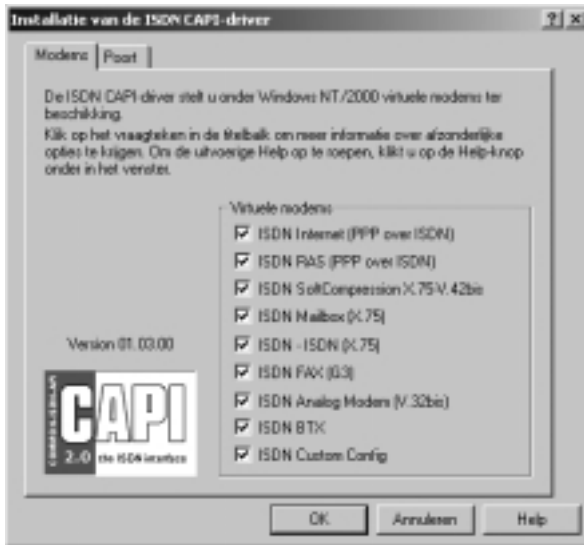 Installatie van de ISDN CAPI-driver
Modems
Poort
De ISDN CAPI-driver stelt u onder Windows NT/2000 virtuele modems ter
beschikking.
Klik op het vraagteken in de titelbalk om meer informatie over afzonderlijke
opties te krijgen. Om de uitvoerige Help op te roepen, klikt u op de Help-knop
onder in het venster.
Virtuele modems
ISDN Internet (PPP over ISDN)
ISDN RAS (PPP over ISDN)
ISDN SoftCompression X.75-V.42bis
ISDN Mailbox (X.75)
ISDN - ISDN (X.75)
ISDN FAX (G3)
ISDN Analog Modem (V.32bis)
ISDN BTX
ISDN Custom Config
Version 01.03.00
CAPI
2.0 the ISDN interface
OK
Annuleren
Help